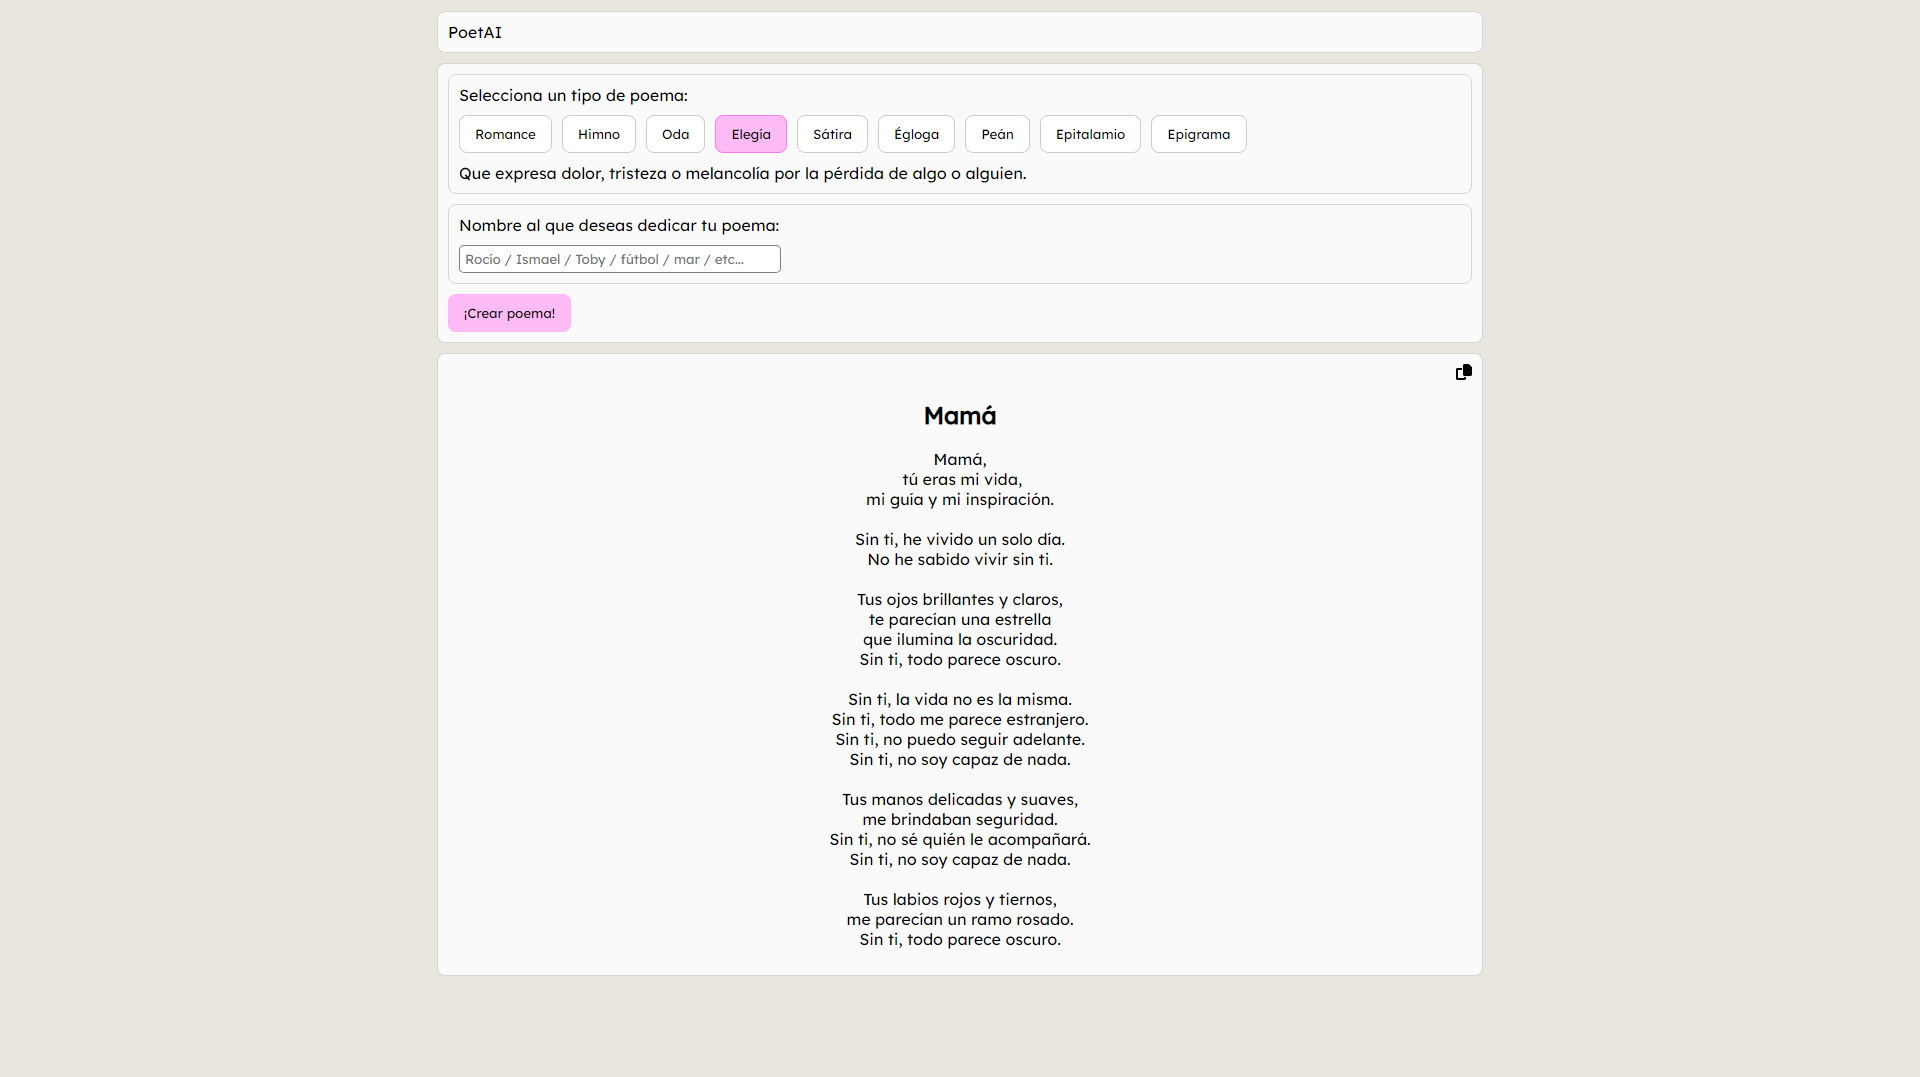 PoetAI
Selecciona un tipo de poema:
Romance Himno Oda Elegía Sátira Égloga Peán Epitalamio Epigrama
Que expresa dolor, tristeza o melancolía por la pérdida de algo o alguien.
Nombre al que deseas dedicar tu poema:
Rocío / Ismael / Toby / fútbol / mar / etc...
¡Crear poema!
Mamá
Mamá,
tú eras mi vida,
mi guía y mi inspiración.
Sin ti, he vivido un solo día.
No he sabido vivir sin ti.
Tus ojos brillantes y claros,
te parecían una estrella
que ilumina la oscuridad.
Sin ti, todo parece oscuro.
Sin ti, la vida no es la misma.
Sin ti, todo me parece estranjero.
Sin ti, no puedo seguir adelante.
Sin ti, no soy capaz de nada.
Tus manos delicadas y suaves,
me brindaban seguridad.
Sin ti, no sé quién le acompañará.
Sin ti, no soy capaz de nada.
Tus labios rojos y tiernos,
me parecían un ramo rosado.
Sin ti, todo parece oscuro.